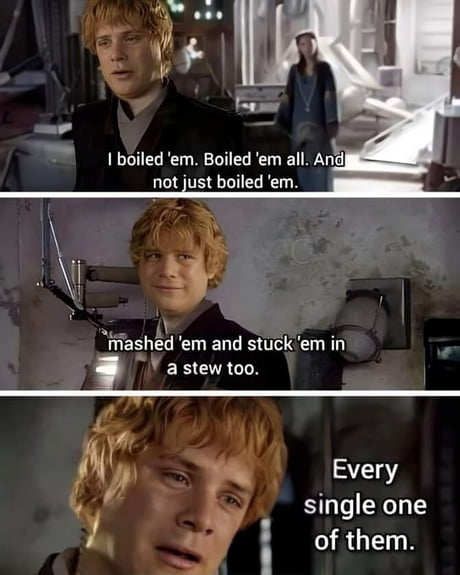 I boiled 'em. Boiled 'em all. And
not just boiled 'em.
mashed 'em and stuck 'em in
a stew too.
Every
single one
of them.